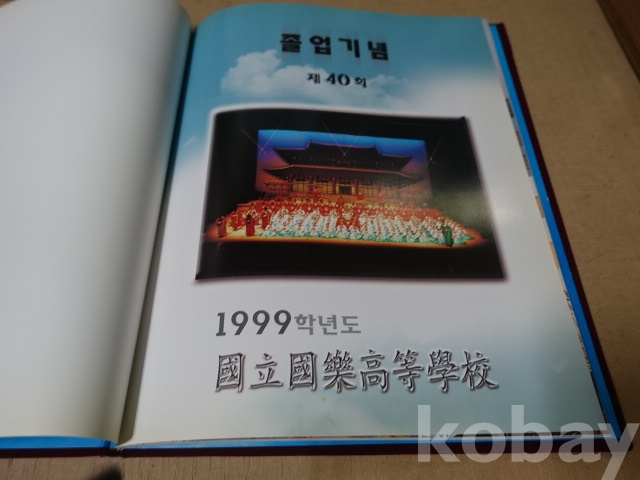 졸업기념
제 40 회
1999학년도
國立國樂高等學校
kobay